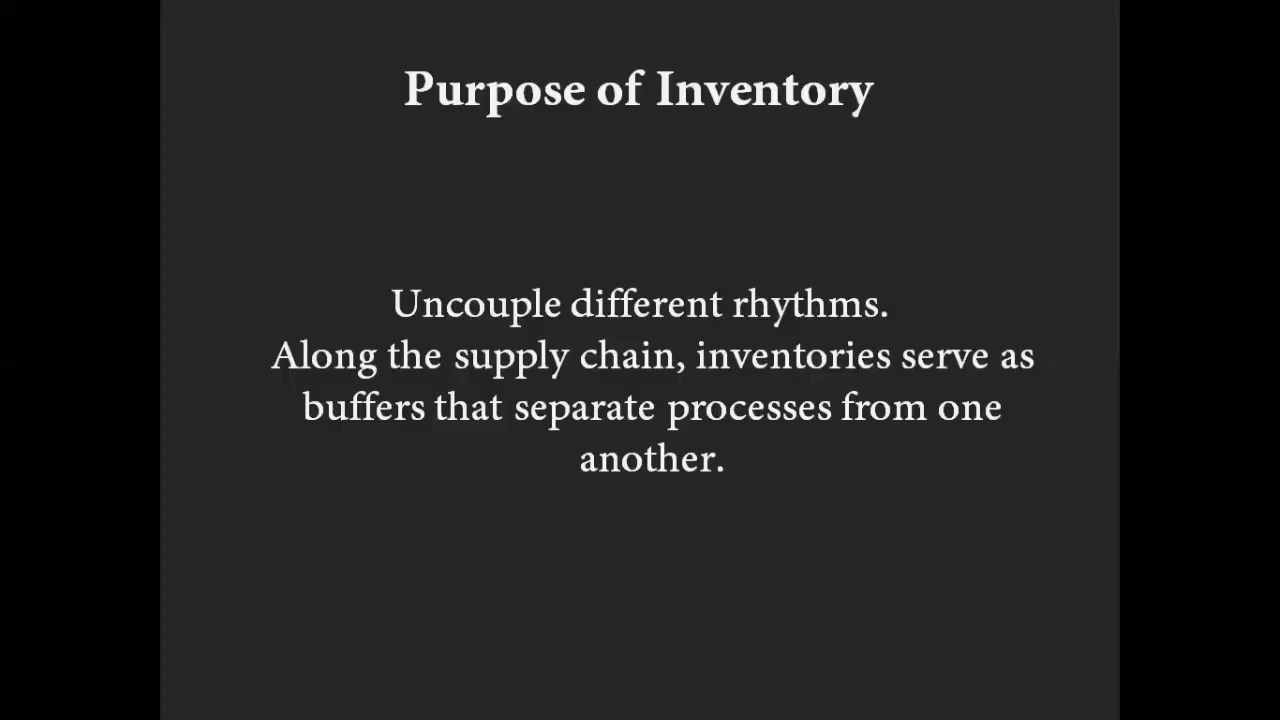 Purpose of Inventory
Uncouple different rhythms.
Along the supply chain, inventories serve as
buffers that separate processes from one
another.